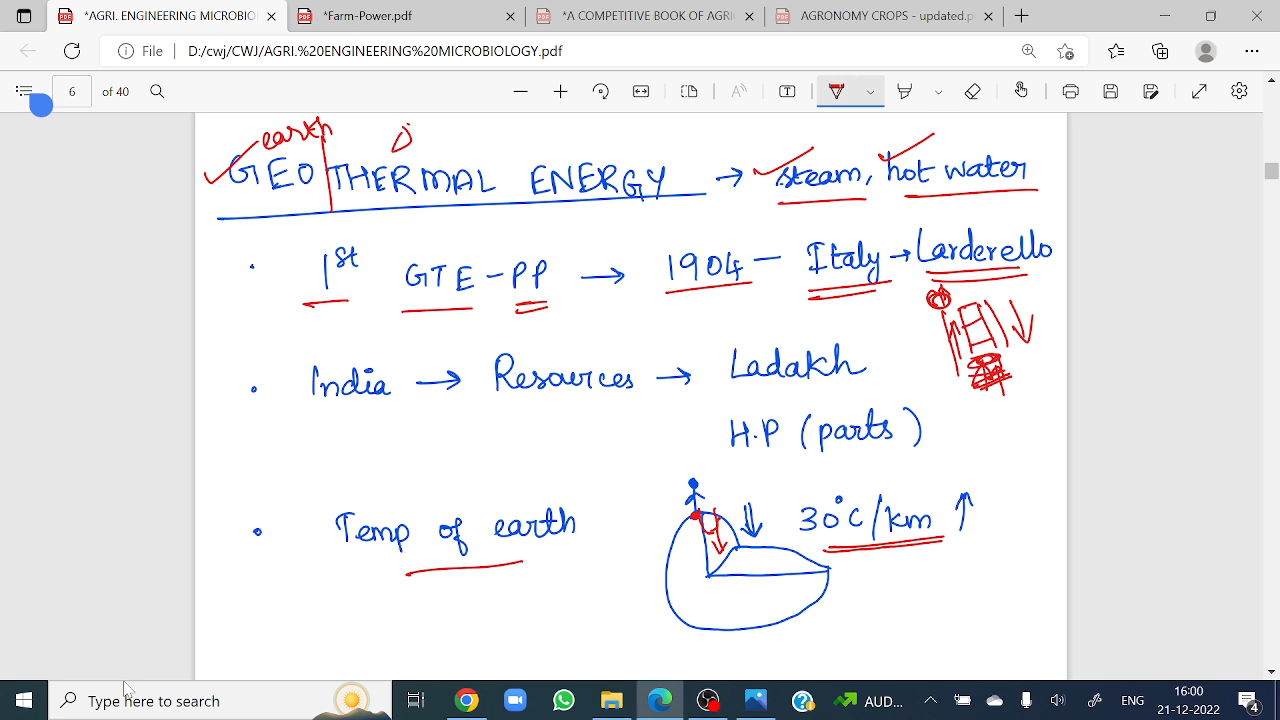 *AGRI. ENGINEERING MICROBIO
*Farm-Power.pdf
*A COMPETITIVE BOOK OF AGRI
AGRONOMY CROPS - updated.p
File D:/cwj/CWJ/AGRI.%20ENGINEERING%20MICROBIOLOGY.pdf
6 of 40
earth
GEOTHERMAL ENERGY → steam, hot water
1st GTE - PP → 1904 - Italy → Larderello
India → Resources → Ladakh
H.P (parts)
Temp of earth 30°C/km ↑
Type here to search
AUD...
ENG
16:00
21-12-2022
4